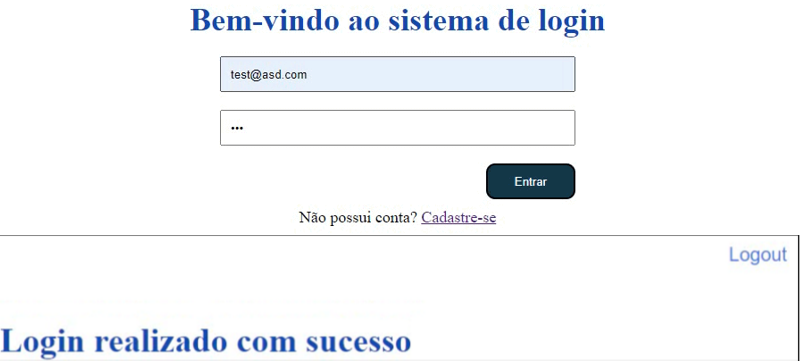 Bem-vindo ao sistema de login
test@asd.com
•••
Entrar
Não possui conta? Cadastre-se
Logout
Login realizado com sucesso